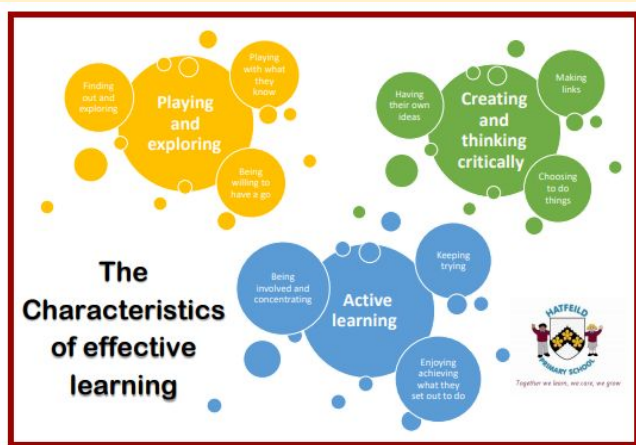 Finding
out and
exploring
Playing
with what
they
know
Playing
and
exploring
Being
willing to
have a go
Having
their own
ideas
Making
links
Creating
and
thinking
critically
Choosing
to do
things
Being
involved and
concentrating
Keeping
trying
Active
learning
Enjoying
achieving
what they
set out to do
The
Characteristics
of effective
learning
HATFEILD
PRIMARY SCHOOL
Together we learn, we care, we grow